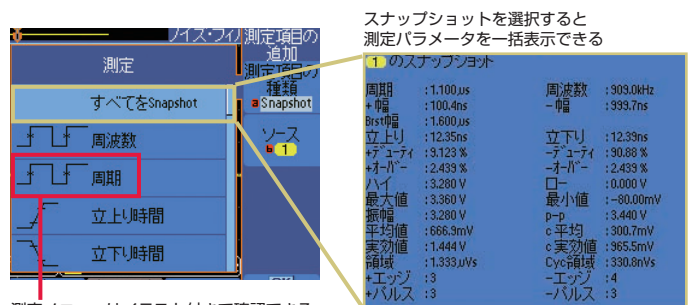 スナップショットを選択すると
測定パラメータを一括表示できる
ノイズ・フィル
測定項目の
追加
測定
測定項目の
種類
a Snapshot
ソース
b 1
すべてをSnapshot
周波数
周期
立上り時間
立下り時間
1 のスナップショット
周期 :1.100μs 周波数 :909.0kHz
+幅 :100.4ns −幅 :999.7ns
Brst幅 :1.600μs
立上り :12.35ns 立下り :12.39ns
+デューティ :9.123 % −デューティ :90.88 %
+オーバー :2.439 % −オーバー :2.439 %
ハイ :3.280 V ロー :0.000 V
最大値 :3.360 V 最小値 :−80.00mV
振幅 :3.280 V p-p :3.440 V
平均値 :666.9mV c平均 :300.7mV
実効値 :1.444 V c実効値 :965.5mV
領域 :1.333μVs Cyc領域 :330.8nVs
+エッジ :3 −エッジ :4
+パルス :3 −パルス :3